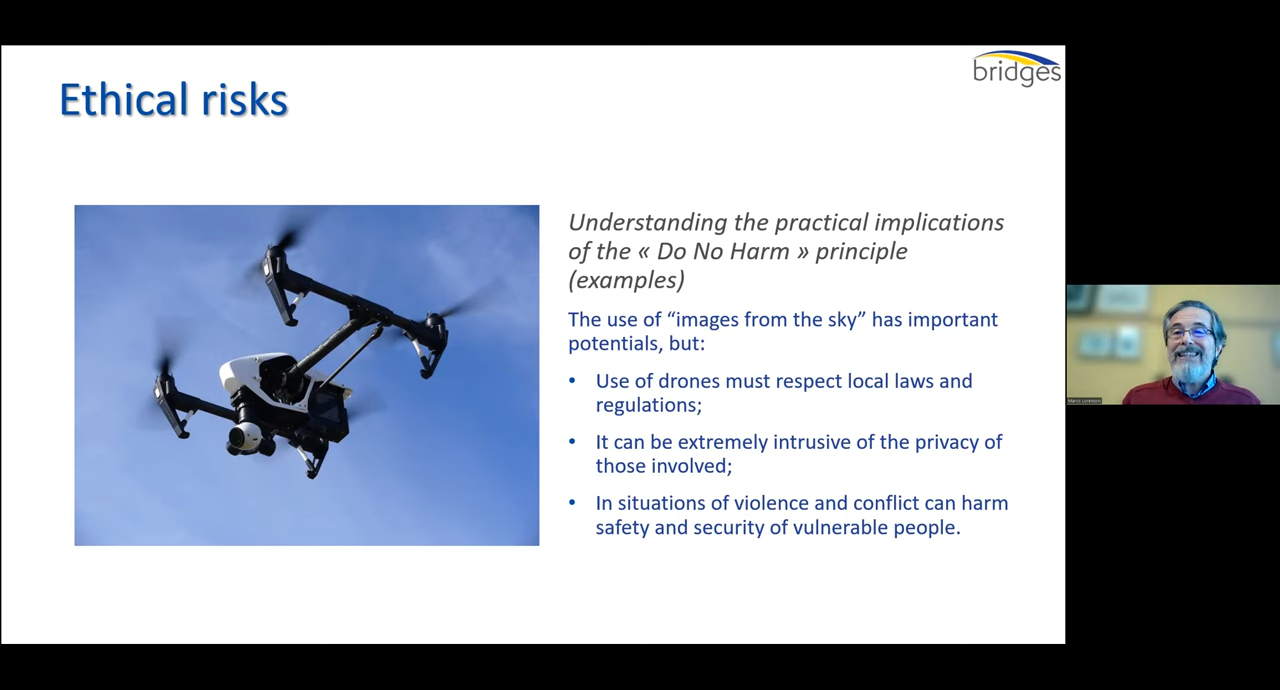 bridges
Ethical risks
Understanding the practical implications
of the « Do No Harm » principle
(examples)
The use of “images from the sky” has important
potentials, but:
• Use of drones must respect local laws and
regulations;
• It can be extremely intrusive of the privacy of
those involved;
• In situations of violence and conflict can harm
safety and security of vulnerable people.
Marco Lorenzoni